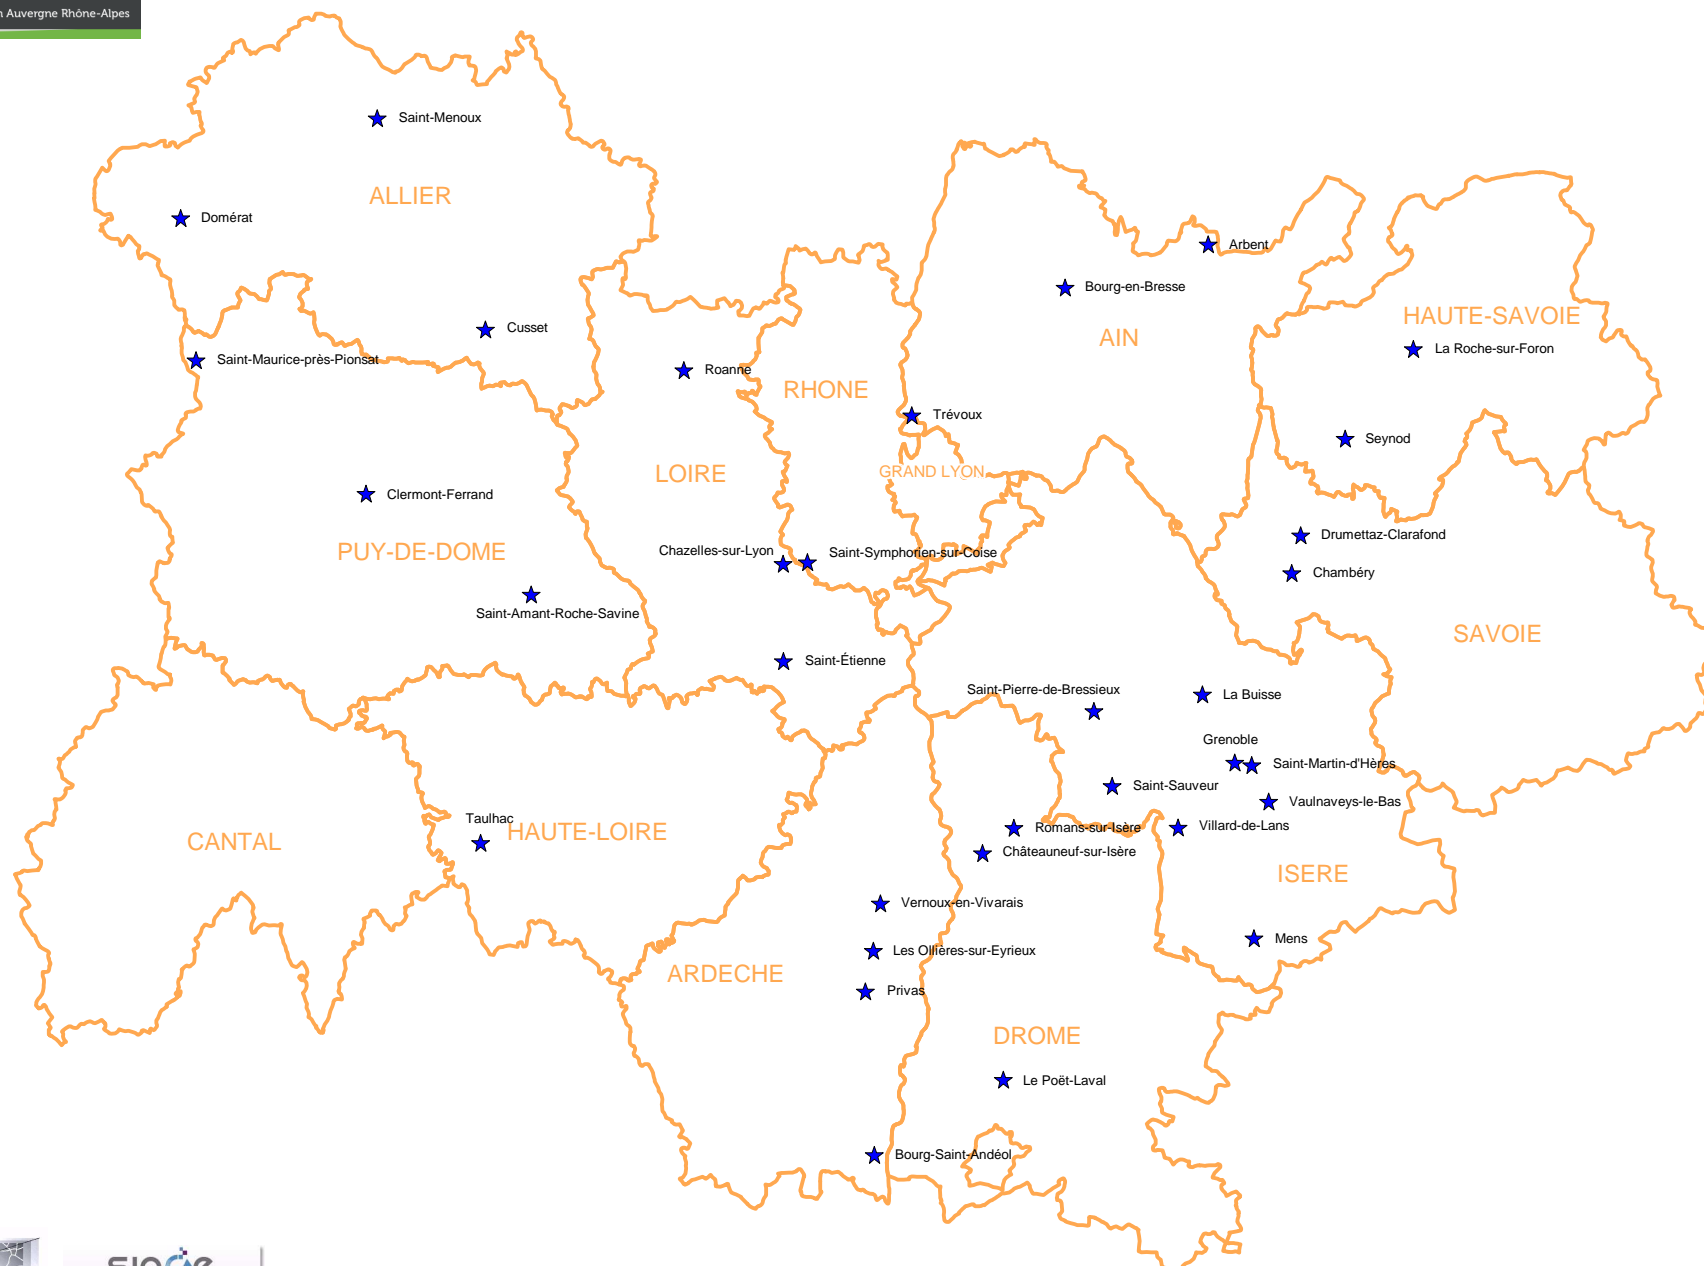 n Auvergne Rhône-Alpes
Saint-Menoux
ALLIER
Domérat
Arbent
Bourg-en-Bresse
HAUTE-SAVOIE
Cusset
AIN
La Roche-sur-Foron
Saint-Maurice-près-Pionsat
Roanne
RHONE
Trévoux
Seynod
LOIRE
GRAND LYON
Clermont-Ferrand
Drumettaz-Clarafond
PUY-DE-DOME
Chazelles-sur-Lyon
Saint-Symphorien-sur-Coise
Chambéry
Saint-Amant-Roche-Savine
SAVOIE
Saint-Étienne
Saint-Pierre-de-Bressieux
La Buisse
Grenoble
Saint-Martin-d'Hères
Saint-Sauveur
Vaulnaveys-le-Bas
Taulhac
HAUTE-LOIRE
Romans-sur-Isère
Villard-de-Lans
CANTAL
Châteauneuf-sur-Isère
ISERE
Vernoux-en-Vivarais
Mens
Les Ollières-sur-Eyrieux
ARDECHE
Privas
DROME
Le Poët-Laval
Bourg-Saint-Andéol